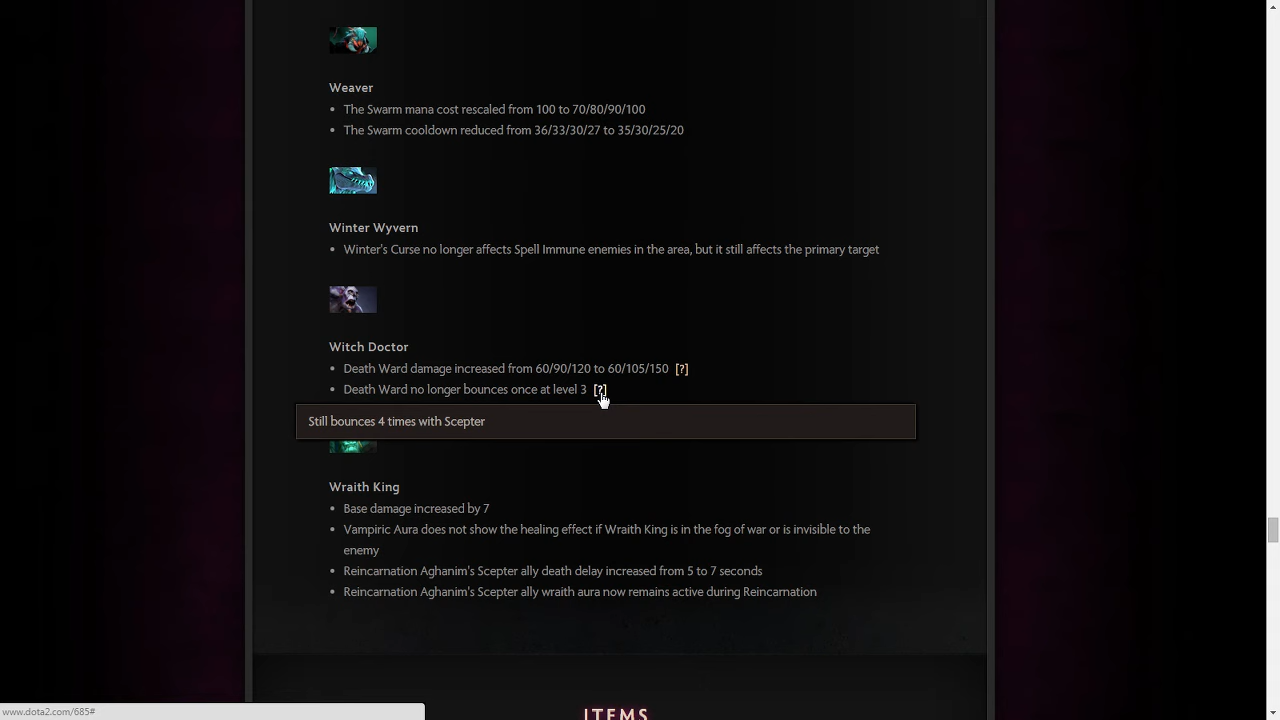 Weaver
• The Swarm mana cost rescaled from 100 to 70/80/90/100
• The Swarm cooldown reduced from 36/33/30/27 to 35/30/25/20
Winter Wyvern
• Winter's Curse no longer affects Spell Immune enemies in the area, but it still affects the primary target
Witch Doctor
• Death Ward damage increased from 60/90/120 to 60/105/150 [?]
• Death Ward no longer bounces once at level 3 [?]
Still bounces 4 times with Scepter
Wraith King
• Base damage increased by 7
• Vampiric Aura does not show the healing effect if Wraith King is in the fog of war or is invisible to the
enemy
• Reincarnation Aghanim's Scepter ally death delay increased from 5 to 7 seconds
• Reincarnation Aghanim's Scepter ally wraith aura now remains active during Reincarnation
www.dota2.com/685#
ITEMS